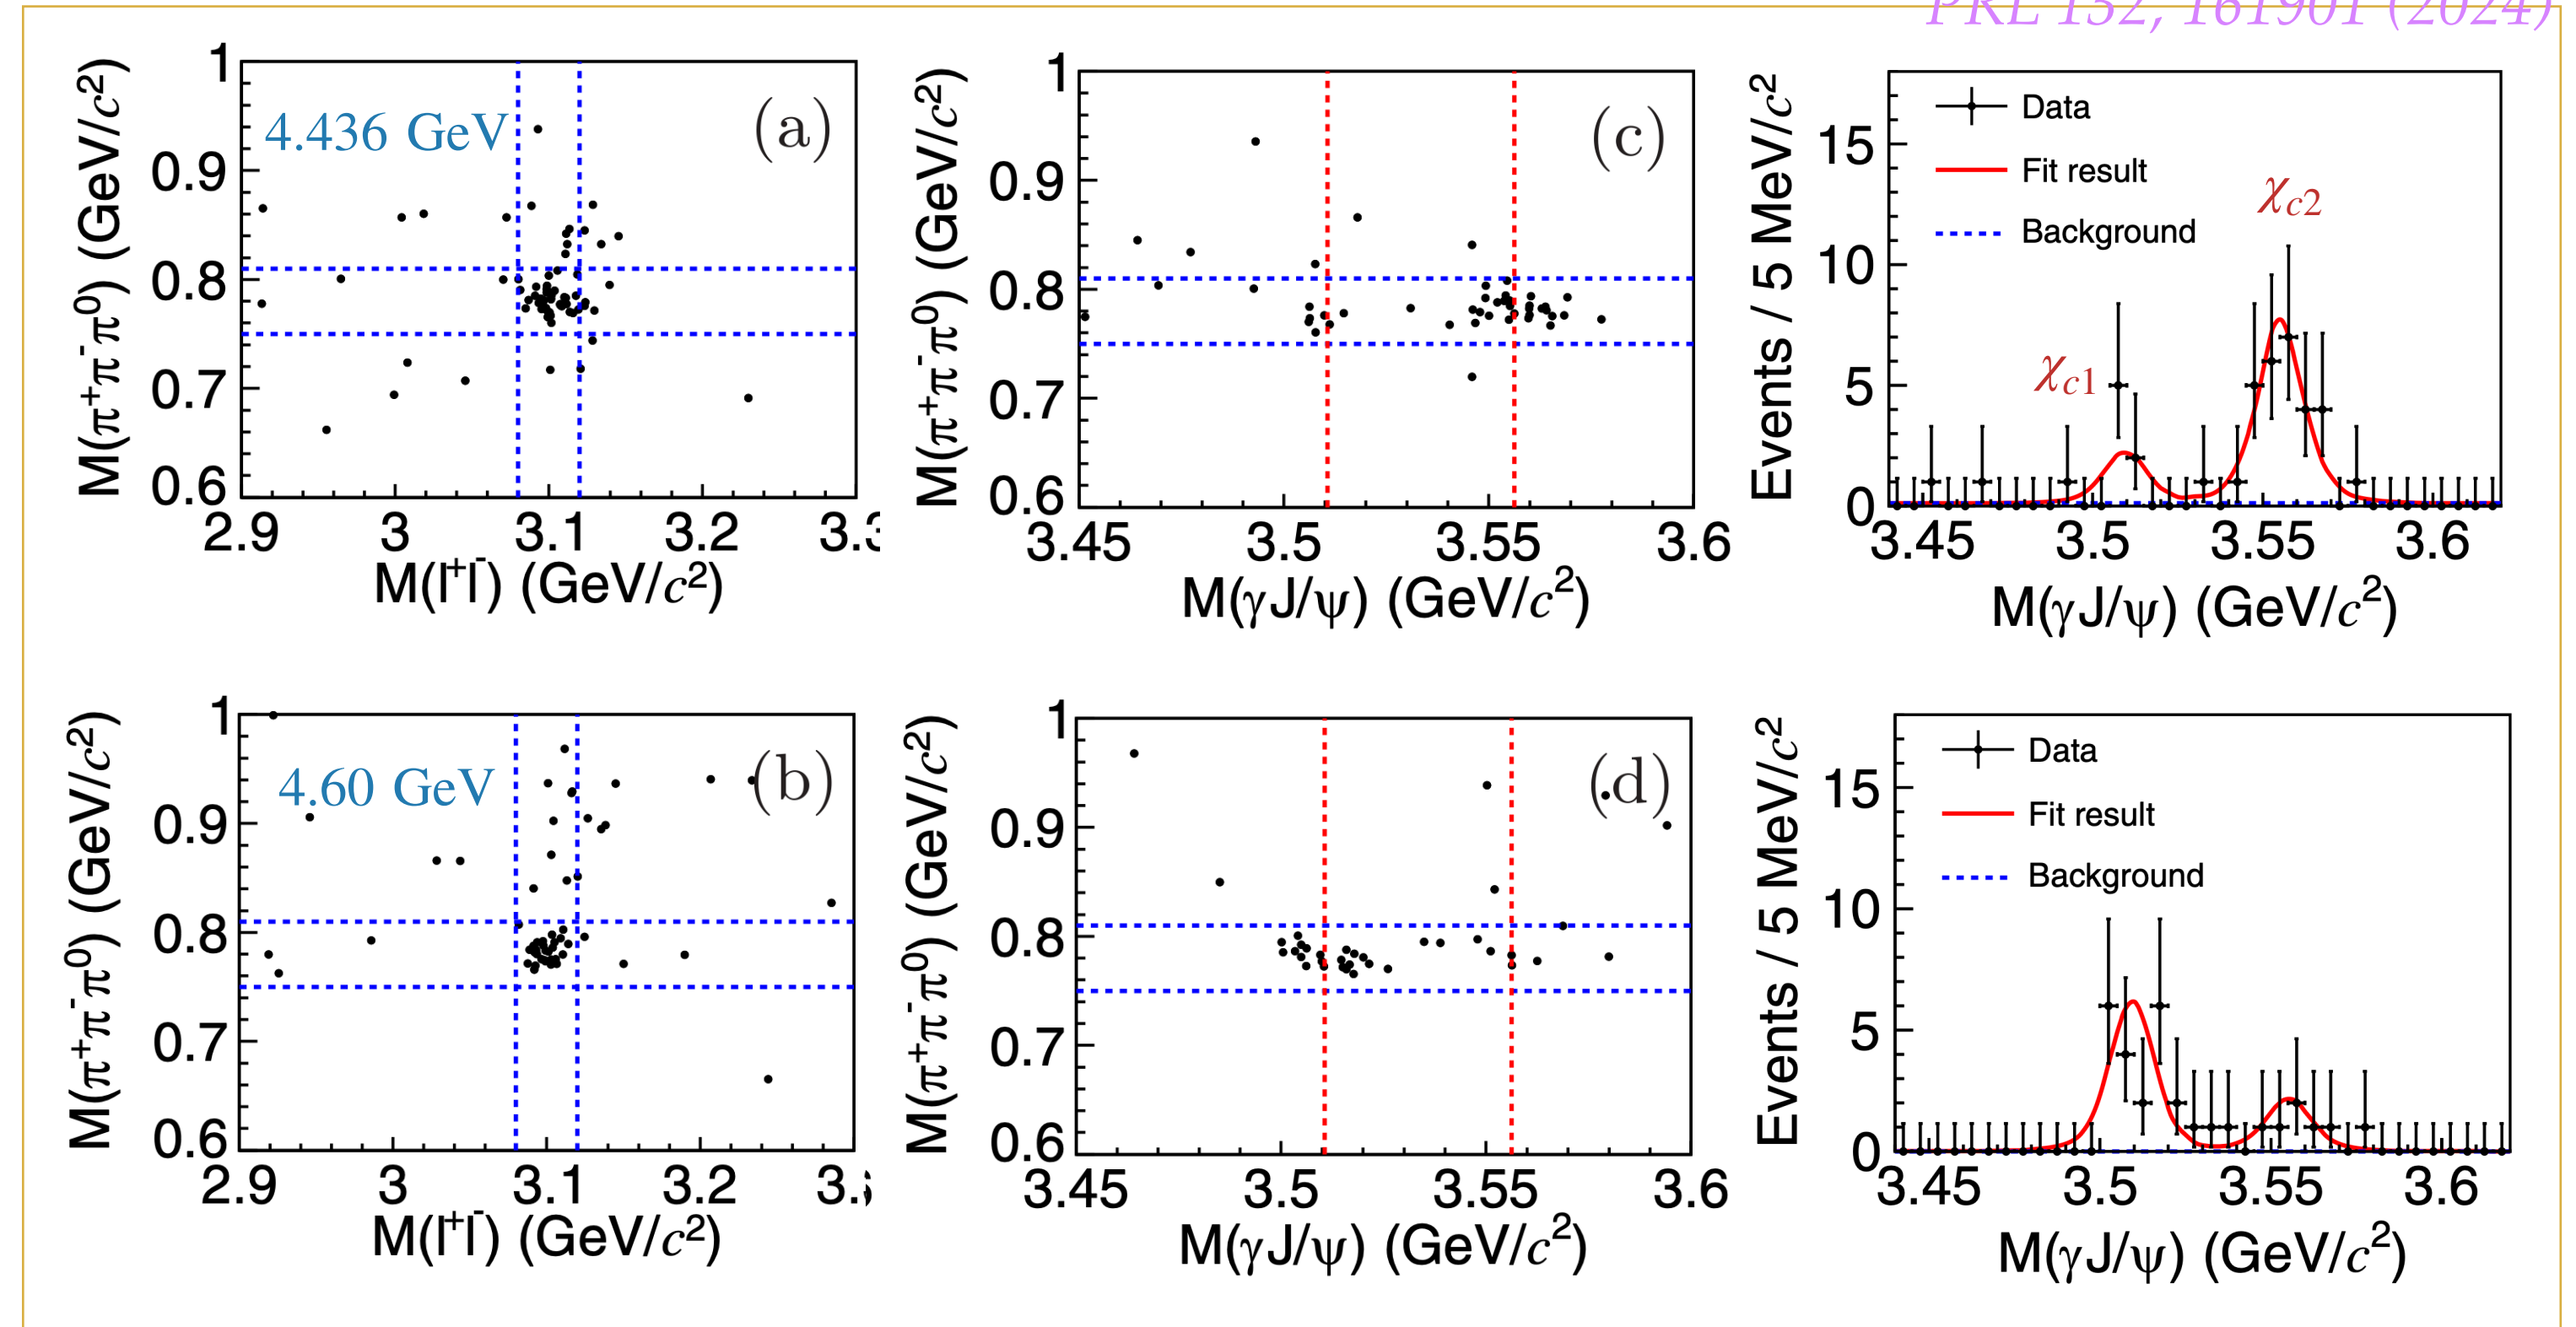 PRL 132, 161901 (2024)
M(π⁺π⁻π⁰) (GeV/c²)
1
0.9
0.8
0.7
0.6
4.436 GeV
(a)
2.9 3 3.1 3.2 3.3
M(l⁺l⁻) (GeV/c²)
M(π⁺π⁻π⁰) (GeV/c²)
1
0.9
0.8
0.7
0.6
(c)
3.45 3.5 3.55 3.6
M(γJ/ψ) (GeV/c²)
Events / 5 MeV/c²
15
10
5
0
Data
Fit result
Background
χc1
χc2
3.45 3.5 3.55 3.6
M(γJ/ψ) (GeV/c²)
M(π⁺π⁻π⁰) (GeV/c²)
1
0.9
0.8
0.7
0.6
4.60 GeV
(b)
2.9 3 3.1 3.2 3.
M(l⁺l⁻) (GeV/c²)
M(π⁺π⁻π⁰) (GeV/c²)
1
0.9
0.8
0.7
0.6
(d)
3.45 3.5 3.55 3.6
M(γJ/ψ) (GeV/c²)
Events / 5 MeV/c²
15
10
5
0
Data
Fit result
Background
3.45 3.5 3.55 3.6
M(γJ/ψ) (GeV/c²)